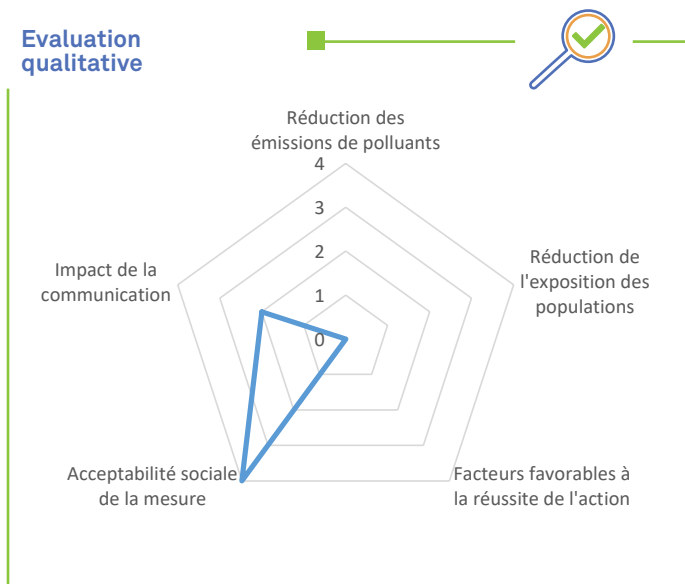 Evaluation
qualitative
Réduction des
émissions de polluants
4
3
2
1
0
Réduction de
l'exposition des
populations
Facteurs favorables à
la réussite de l'action
Acceptabilité sociale
de la mesure
Impact de la
communication